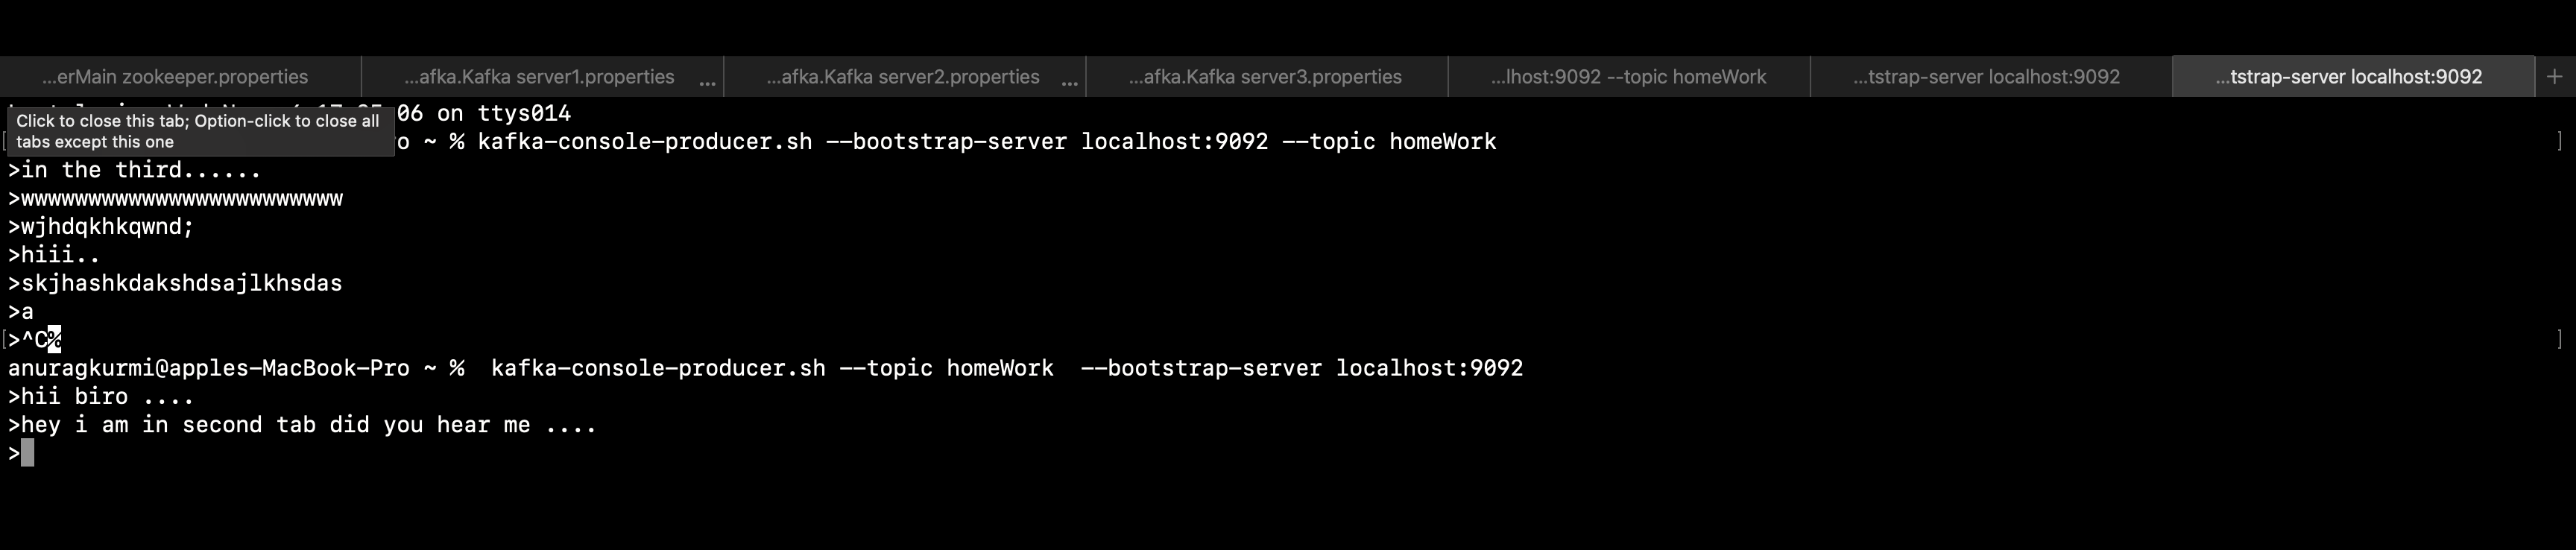 ...erMain zookeeper.properties
...afka.Kafka server1.properties ...
...afka.Kafka server2.properties ...
...afka.Kafka server3.properties
...lhost:9092 --topic homeWork
...tstrap-server localhost:9092
...tstrap-server localhost:9092 +
06 on ttys014
Click to close this tab; Option-click to close all
tabs except this one
[ o ~ % kafka-console-producer.sh --bootstrap-server localhost:9092 --topic homeWork ]
>in the third......
>wwwwwwwwwwwwwwwwwwwwwwww
>wjhdqkhkqwnd;
>hiii..
>skjhashkdakshdsajlkhsdas
>a
[>^C% ]
anuragkurmi@apples-MacBook-Pro ~ %  kafka-console-producer.sh --topic homeWork  --bootstrap-server localhost:9092
>hii biro ....
>hey i am in second tab did you hear me ....
>